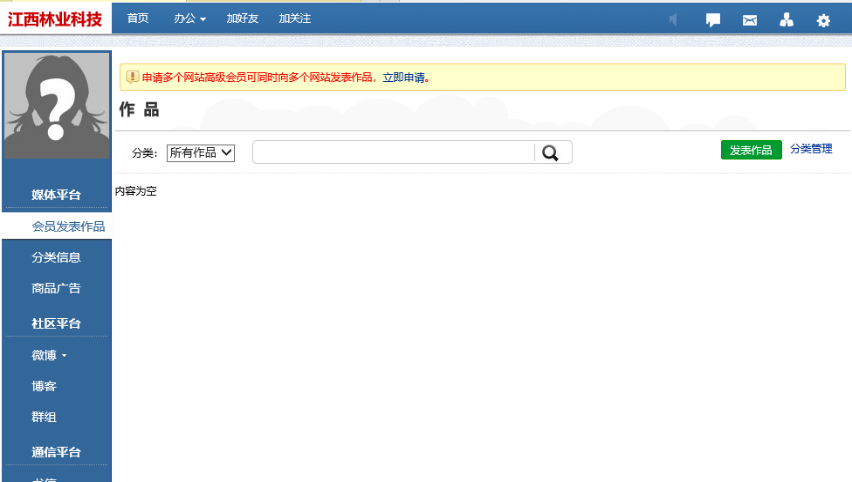 江西林业科技 首页 办公 加好友 加关注
申请多个网站高级会员可同时向多个网站发表作品，立即申请。
作 品
分类： 所有作品 发表作品 分类管理
内容为空
媒体平台
会员发表作品
分类信息
商品广告
社区平台
微博
博客
群组
通信平台